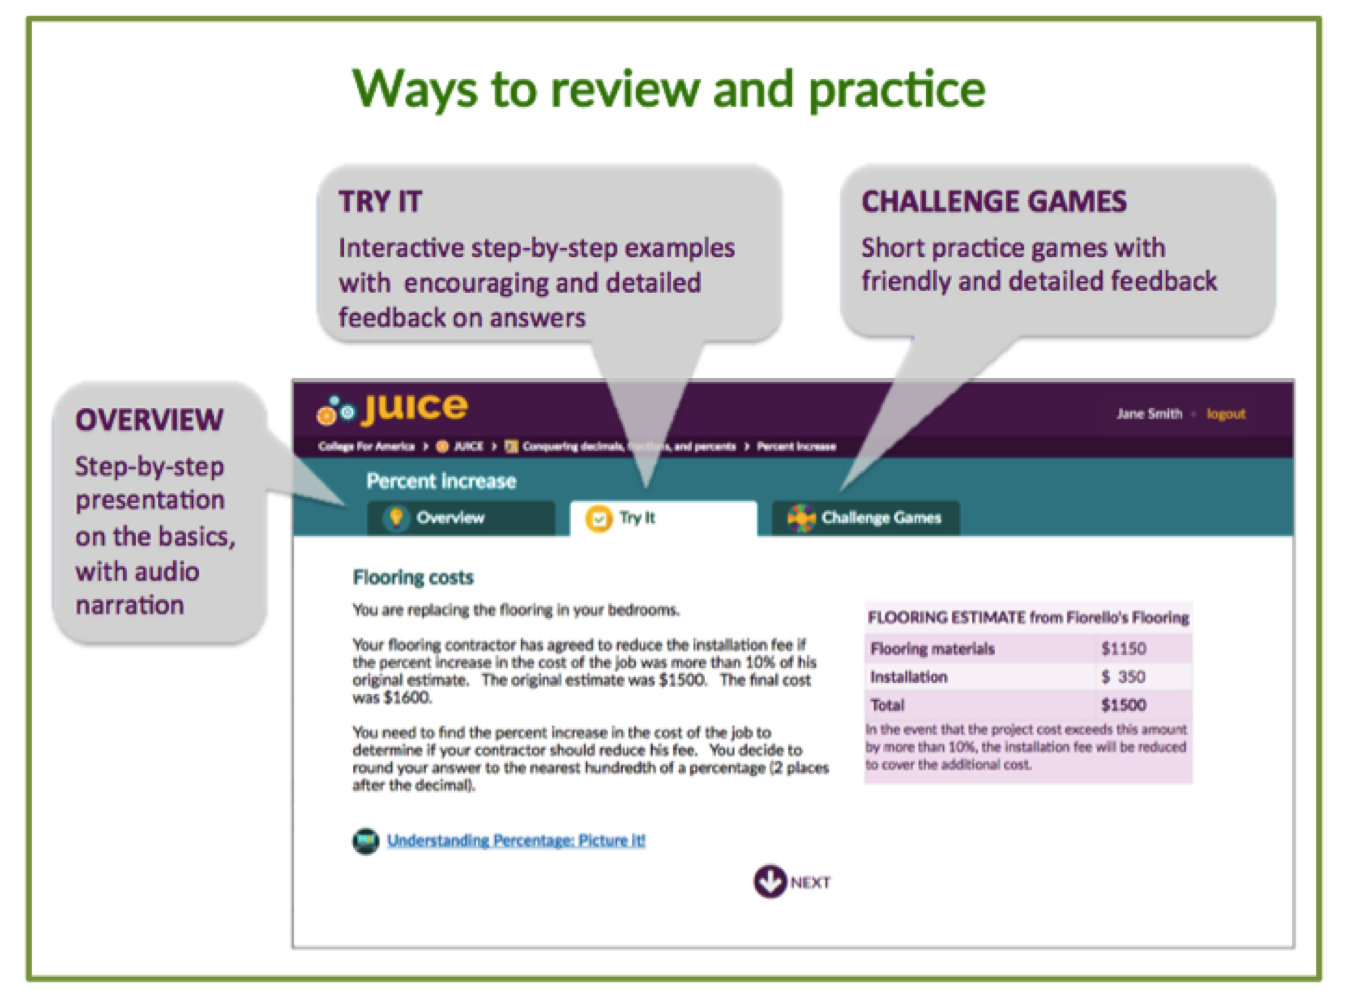 Ways to review and practice
TRY IT
Interactive step-by-step examples
with encouraging and detailed
feedback on answers
CHALLENGE GAMES
Short practice games with
friendly and detailed feedback
OVERVIEW
Step-by-step
presentation
on the basics,
with audio
narration
JUICE
Jane Smith • logout
College For America > JUICE > Conquering decimals, fractions, and percents > Percent Increase
Percent Increase
Overview
Try It
Challenge Games
Flooring costs
You are replacing the flooring in your bedrooms.
Your flooring contractor has agreed to reduce the installation fee if
the percent increase in the cost of the job was more than 10% of his
original estimate. The original estimate was $1500. The final cost
was $1600.
You need to find the percent increase in the cost of the job to
determine if your contractor should reduce his fee. You decide to
round your answer to the nearest hundredth of a percentage (2 places
after the decimal).
Understanding Percentage: Picture it!
NEXT
FLOORING ESTIMATE from Fiorello's Flooring
Flooring materials $1150
Installation $ 350
Total $1500
In the event that the project cost exceeds this amount
by more than 10%, the installation fee will be reduced
to cover the additional cost.